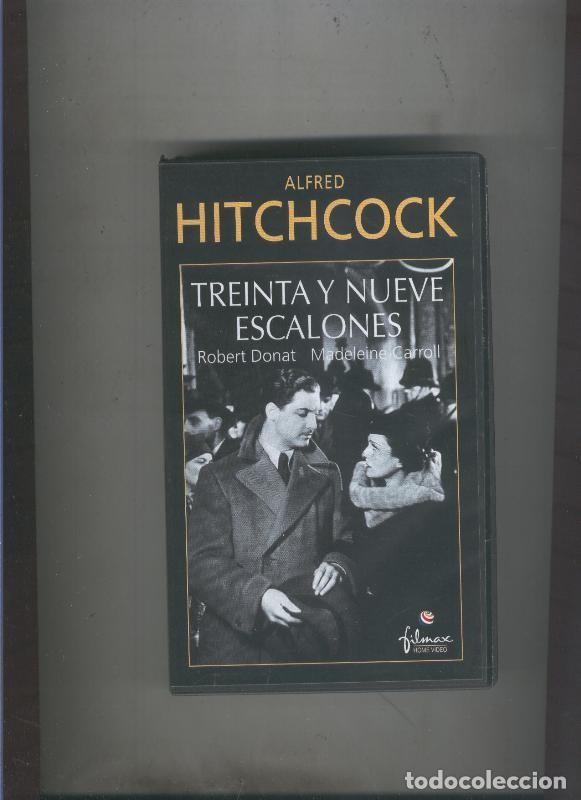 ALFRED
HITCHCOCK
TREINTA Y NUEVE
ESCALONES
Robert Donat Madeleine Carroll
filmax
HOME VIDEO
todocoleccion